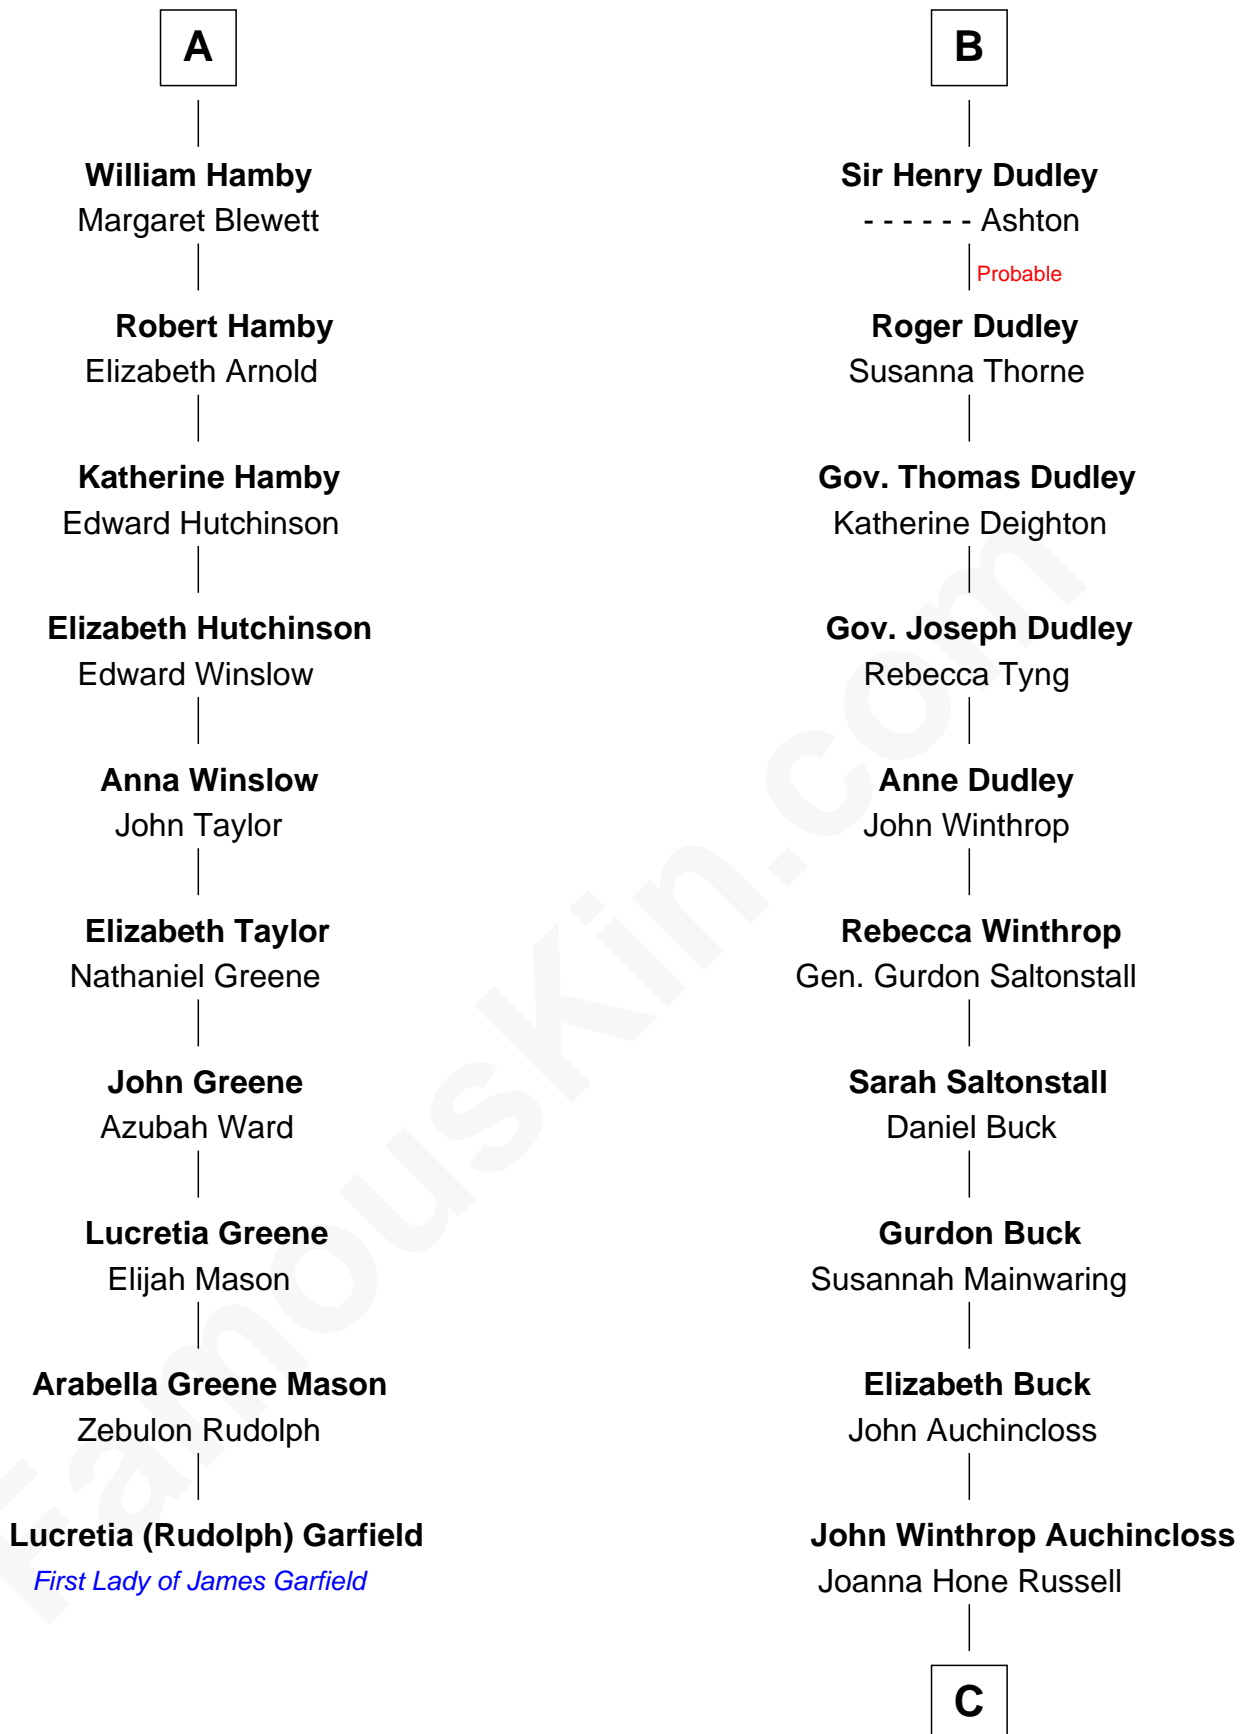 A
William Hamby
Margaret Blewett
Robert Hamby
Elizabeth Arnold
Katherine Hamby
Edward Hutchinson
Elizabeth Hutchinson
Edward Winslow
Anna Winslow
John Taylor
Elizabeth Taylor
Nathaniel Greene
John Greene
Azubah Ward
Lucretia Greene
Elijah Mason
Arabella Greene Mason
Zebulon Rudolph
Lucretia (Rudolph) Garfield
First Lady of James Garfield
B
Sir Henry Dudley
- - - - - - Ashton
Probable
Roger Dudley
Susanna Thorne
Gov. Thomas Dudley
Katherine Deighton
Gov. Joseph Dudley
Rebecca Tyng
Anne Dudley
John Winthrop
Rebecca Winthrop
Gen. Gurdon Saltonstall
Sarah Saltonstall
Daniel Buck
Gurdon Buck
Susannah Mainwaring
Elizabeth Buck
John Auchincloss
John Winthrop Auchincloss
Joanna Hone Russell
C
FamousKin.com